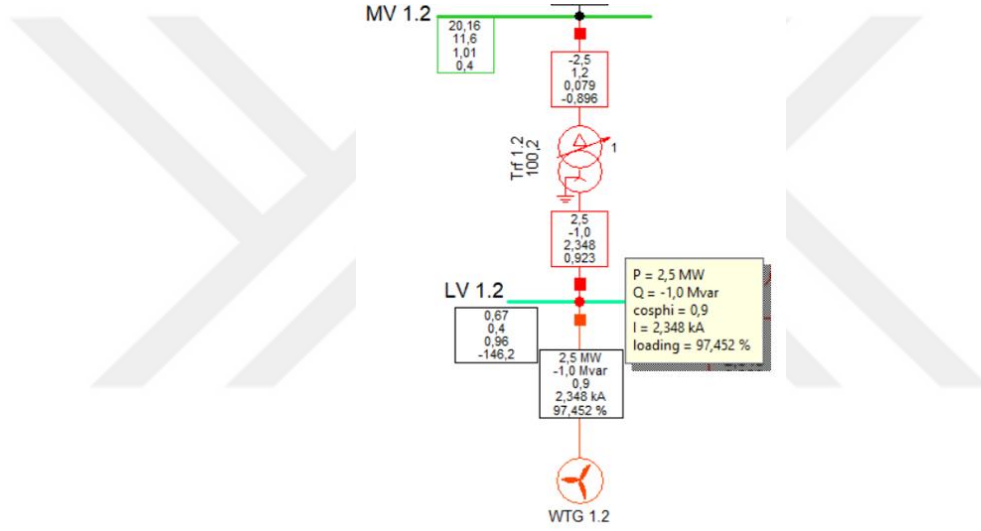 MV 1.2
20,16
11,6
1,01
0,4
-2,5
1,2
0,079
-0,896
Trf 1.2
100,2
1
2,5
-1,0
2,348
0,923
P = 2,5 MW
Q = -1,0 Mvar
cosphi = 0,9
I = 2,348 kA
loading = 97,452 %
LV 1.2
0,67
0,4
0,96
-146,2
2,5 MW
-1,0 Mvar
0,9
2,348 kA
97,452 %
WTG 1.2